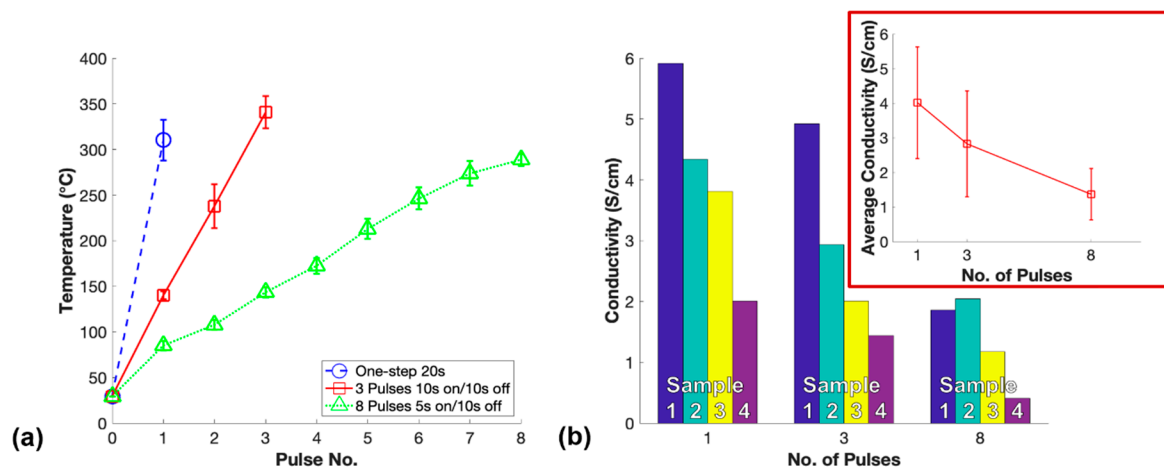 400
350
300
250
200
150
100
50
0
Temperature (°C)
0 1 2 3 4 5 6 7 8
Pulse No.
One-step 20s
3 Pulses 10s on/10s off
8 Pulses 5s on/10s off
(a)
6
5
4
3
2
1
0
Conductivity (S/cm)
Sample
1 2 3 4
Sample
1 2 3 4
Sample
1 2 3 4
1 3 8
No. of Pulses
(b)
6
5
4
3
2
1
0
Average Conductivity (S/cm)
1 3 8
No. of Pulses